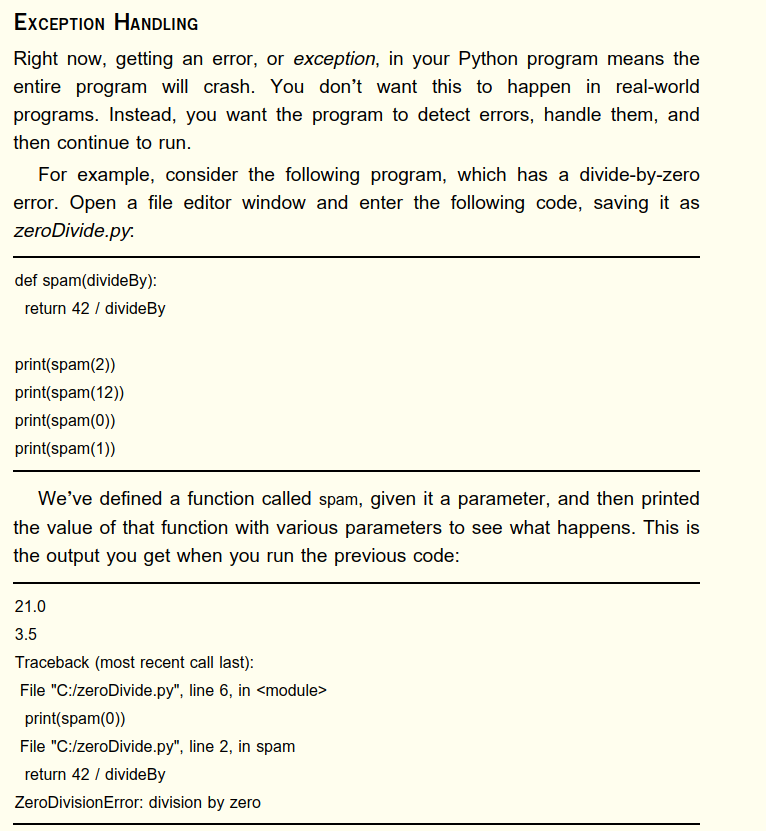 EXCEPTION HANDLING
Right now, getting an error, or exception, in your Python program means the
entire program will crash. You don’t want this to happen in real-world
programs. Instead, you want the program to detect errors, handle them, and
then continue to run.
For example, consider the following program, which has a divide-by-zero
error. Open a file editor window and enter the following code, saving it as
zeroDivide.py:
def spam(divideBy):
  return 42 / divideBy
print(spam(2))
print(spam(12))
print(spam(0))
print(spam(1))
We’ve defined a function called spam, given it a parameter, and then printed
the value of that function with various parameters to see what happens. This is
the output you get when you run the previous code:
21.0
3.5
Traceback (most recent call last):
 File "C:/zeroDivide.py", line 6, in <module>
  print(spam(0))
 File "C:/zeroDivide.py", line 2, in spam
  return 42 / divideBy
ZeroDivisionError: division by zero